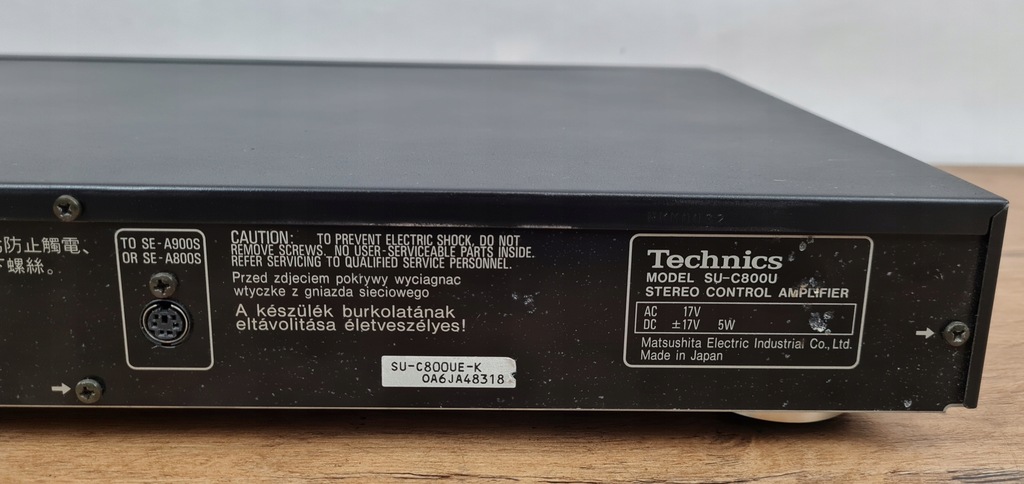 防止觸電、
下螺絲。
TO SE-A900S
OR SE-A800S
CAUTION: TO PREVENT ELECTRIC SHOCK, DO NOT
REMOVE SCREWS. NO USER-SERVICEABLE PARTS INSIDE.
REFER SERVICING TO QUALIFIED SERVICE PERSONNEL.
Przed zdjeciem pokrywy wyciagnac
wtyczke z gniazda sieciowego
A készülék burkolatának
eltávolitása életveszélyes!
SU-C800UE-K
0A6JA48318
Technics
MODEL SU-C800U
STEREO CONTROL AMPLIFIER
AC 17V
DC ±17V 5W
Matsushita Electric Industrial Co., Ltd.
Made in Japan